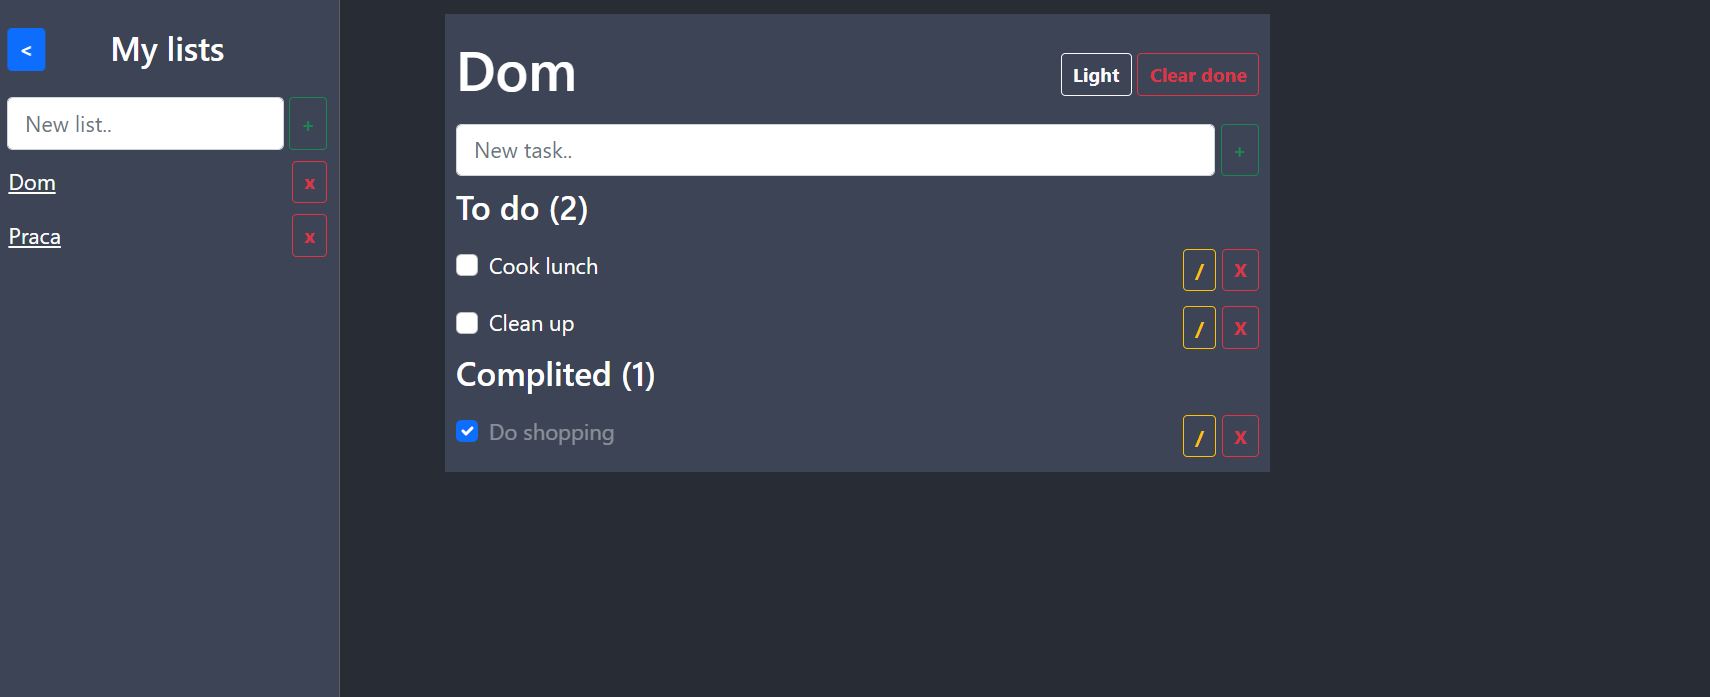 < My lists
New list.. +
Dom x
Praca x
Dom Light Clear done
New task.. +
To do (2)
Cook lunch / X
Clean up / X
Complited (1)
Do shopping / X